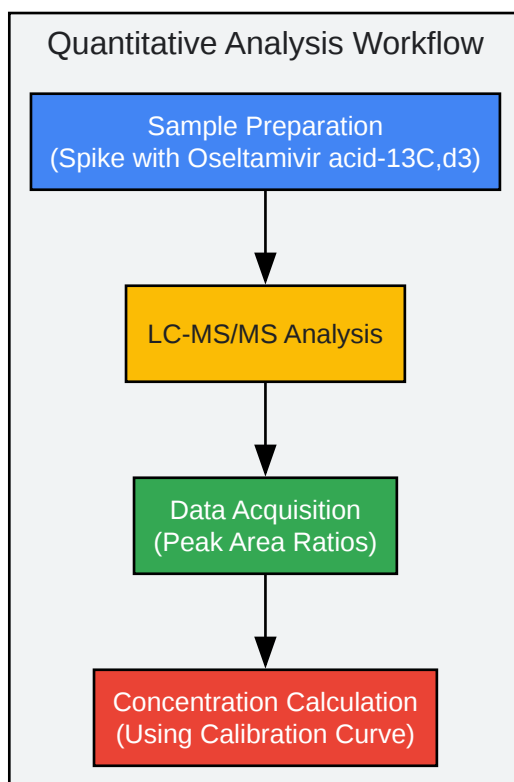 Quantitative Analysis Workflow
Sample Preparation
(Spike with Oseltamivir acid-13C,d3)
LC-MS/MS Analysis
Data Acquisition
(Peak Area Ratios)
Concentration Calculation
(Using Calibration Curve)